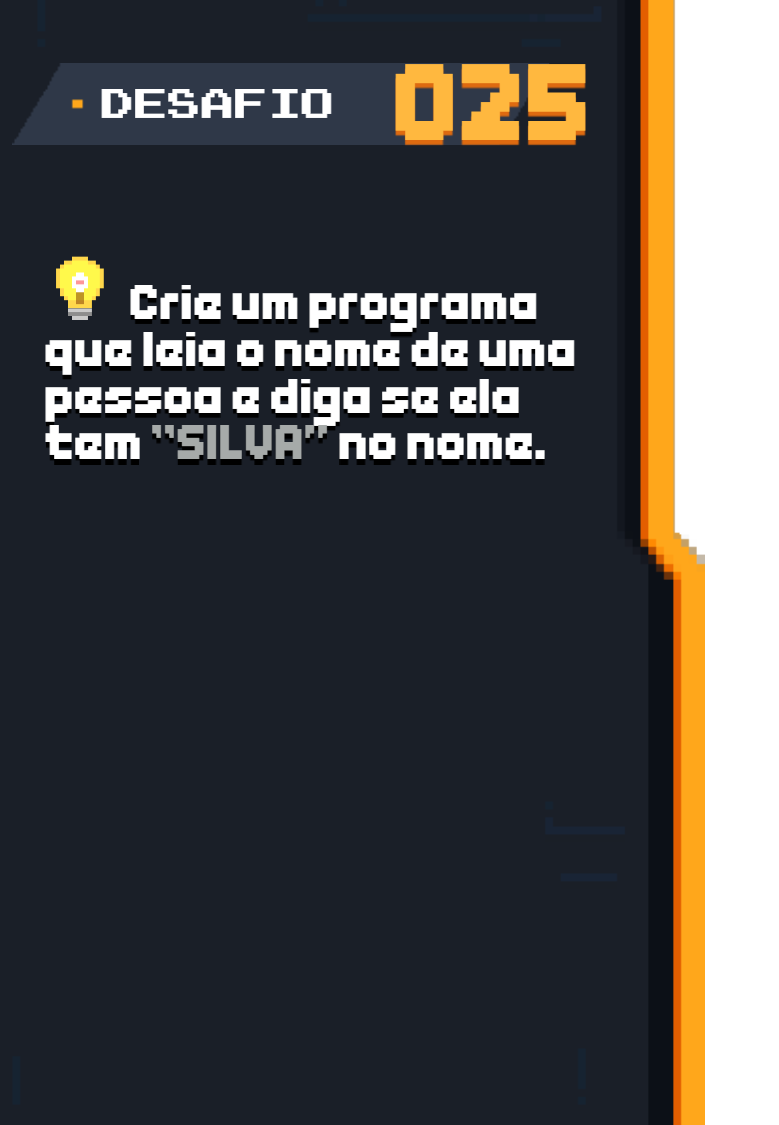 DESAFIO 025
Crie um programa
que leia o nome de uma
pessoa e diga se ela
tem "SILVA" no nome.